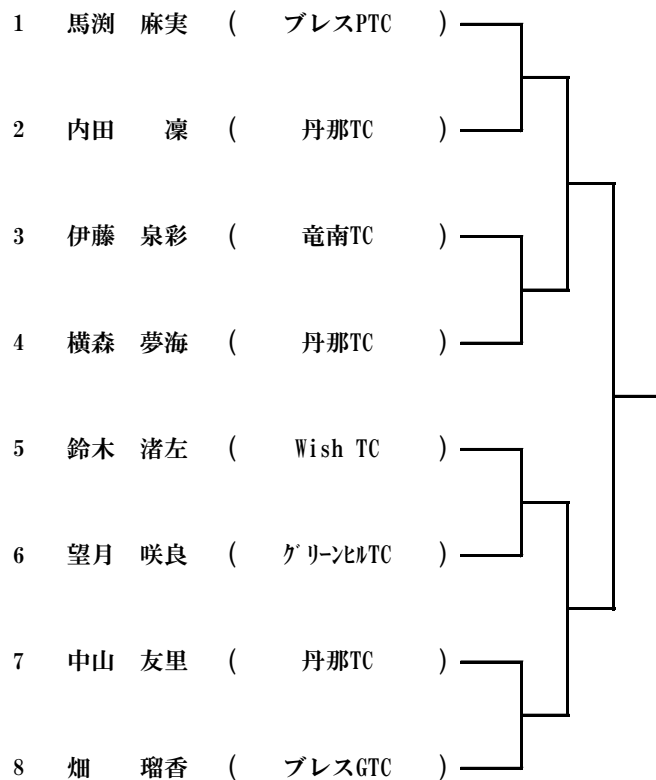 1 馬渕 麻実 ( ブレスPTC )
2 内田 凜 ( 丹那TC )
3 伊藤 泉彩 ( 竜南TC )
4 横森 夢海 ( 丹那TC )
5 鈴木 渚左 ( Wish TC )
6 望月 咲良 ( グリーンヒルTC )
7 中山 友里 ( 丹那TC )
8 畑 瑠香 ( ブレスGTC )